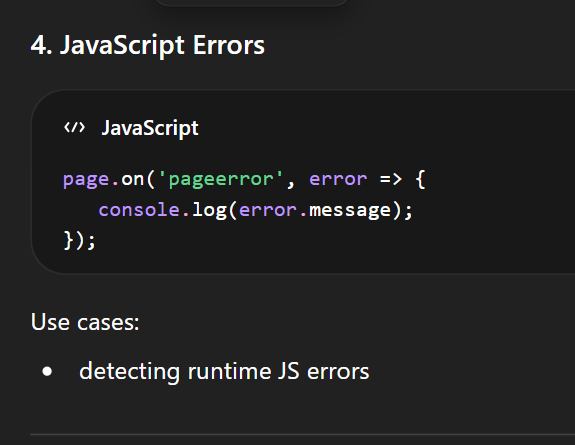 4. JavaScript Errors
</> JavaScript
page.on('pageerror', error => {
   console.log(error.message);
});
Use cases:
• detecting runtime JS errors